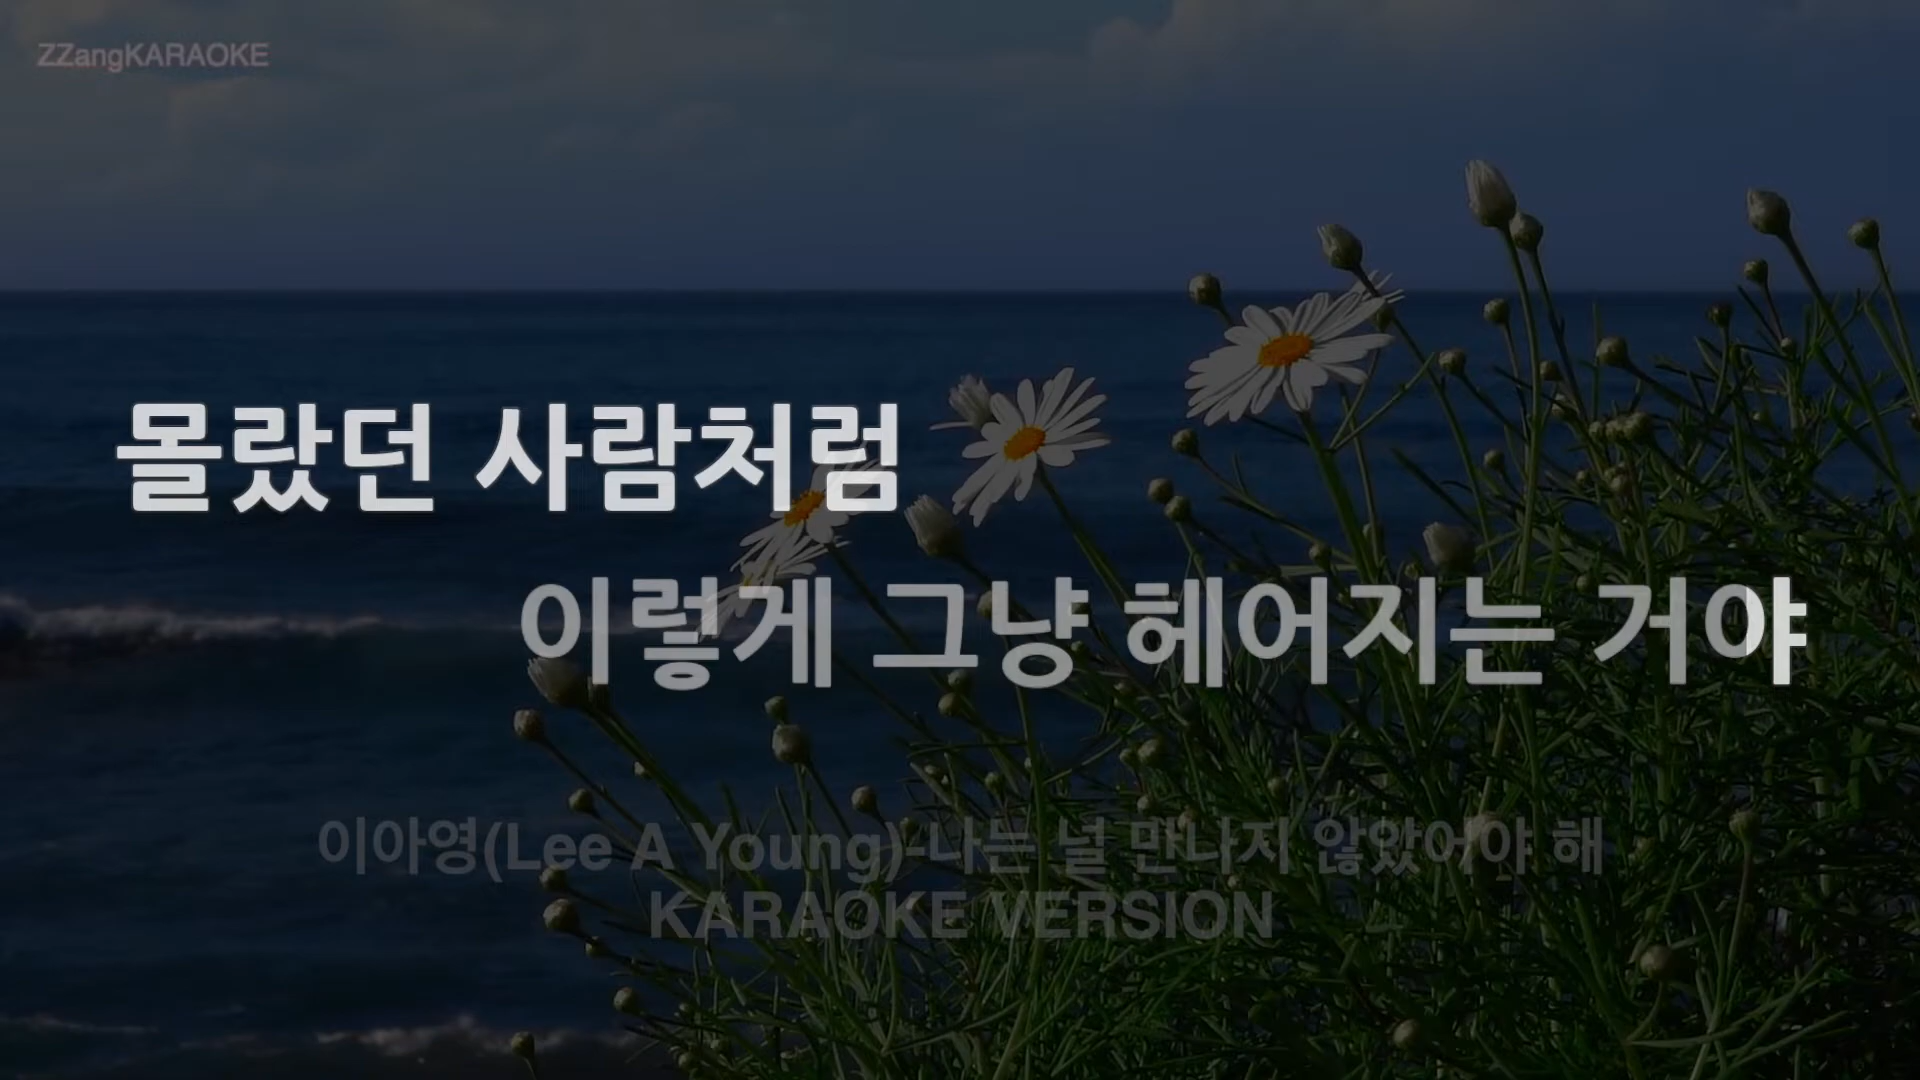 ZZangKARAOKE
몰랐던 사람처럼
이렇게 그냥 헤어지는 거야
이아영(Lee A Young)-나는 널 만나지 않았어야 해
KARAOKE VERSION